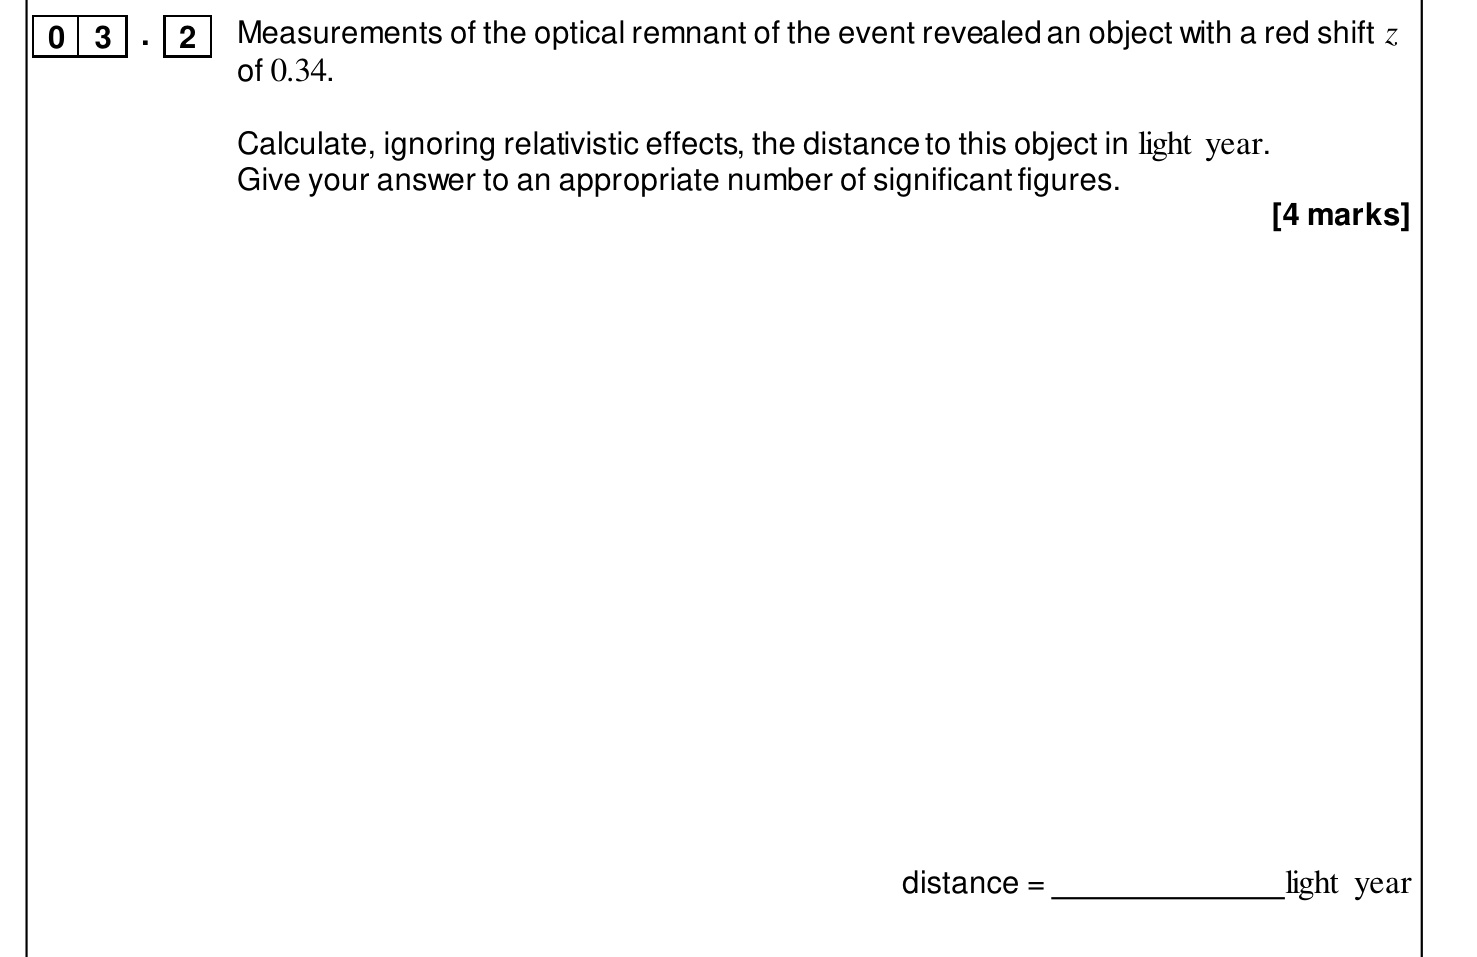 0 3 . 2 Measurements of the optical remnant of the event revealed an object with a red shift z
of 0.34.
Calculate, ignoring relativistic effects, the distance to this object in light year.
Give your answer to an appropriate number of significant figures.
[4 marks]
distance = ______________ light year